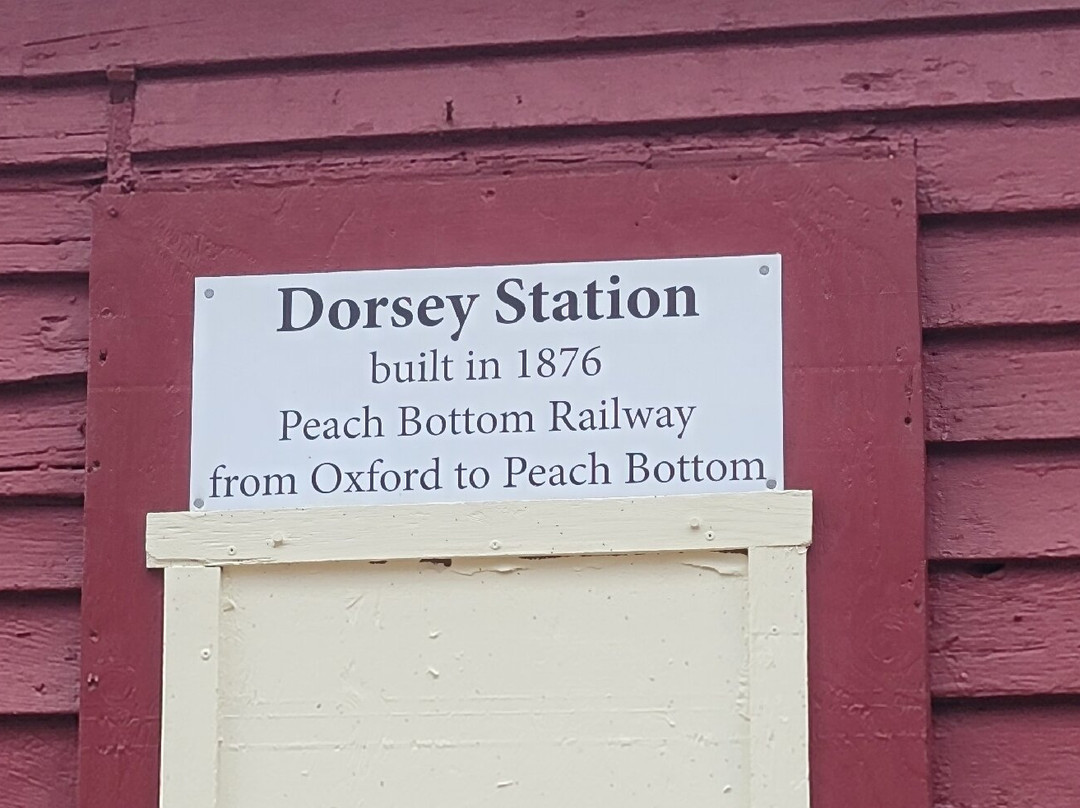 Dorsey Station
built in 1876
Peach Bottom Railway
from Oxford to Peach Bottom